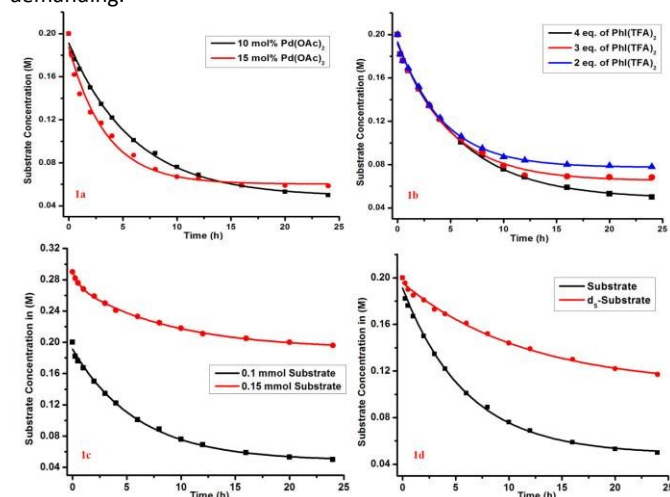 demanding.
Substrate Concentration (M)
0.20
0.16
0.12
0.08
0.04
10 mol% Pd(OAc)₂
15 mol% Pd(OAc)₂
1a
0 5 10 15 20 25
Time (h)
Substrate Concentration (M)
0.20
0.16
0.12
0.08
0.04
4 eq. of PhI(TFA)₂
3 eq. of PhI(TFA)₂
2 eq. of PhI(TFA)₂
1b
0 5 10 15 20 25
Time (h)
Substrate Concentration in (M)
0.28
0.24
0.20
0.16
0.12
0.08
0.04
0.1 mmol Substrate
0.15 mmol Substrate
1c
0 5 10 15 20 25
Time (h)
Substrate Concentration in (M)
0.20
0.16
0.12
0.08
0.04
Substrate
d₅-Substrate
1d
0 5 10 15 20 25
Time (h)